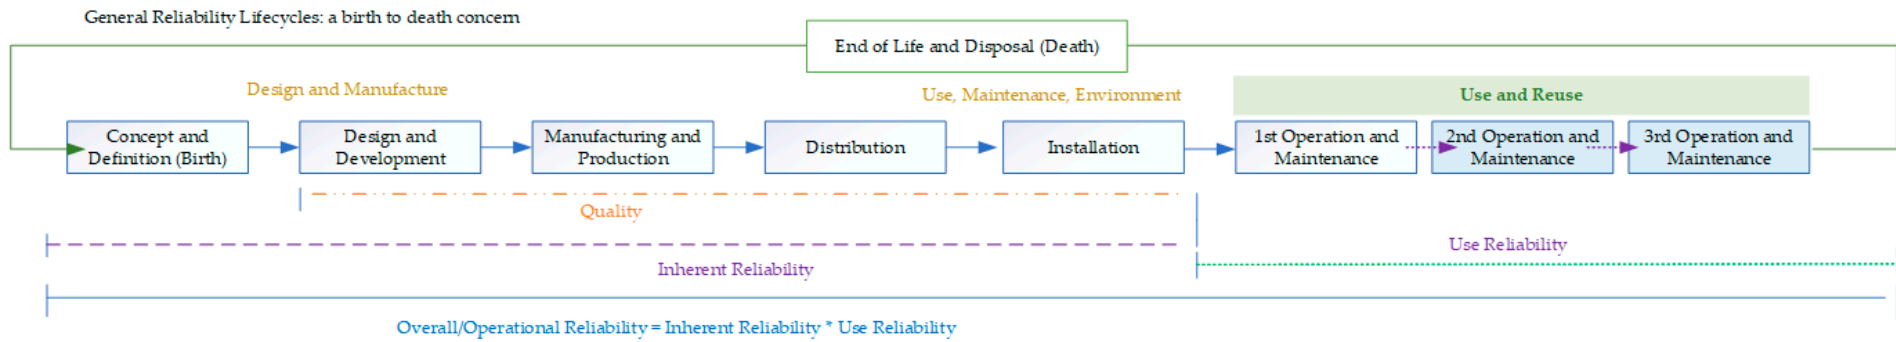 General Reliability Lifecycles: a birth to death concern
End of Life and Disposal (Death)
Design and Manufacture
Use, Maintenance, Environment
Use and Reuse
Concept and
Definition (Birth)
Design and
Development
Manufacturing and
Production
Distribution
Installation
1st Operation and
Maintenance
2nd Operation and
Maintenance
3rd Operation and
Maintenance
Quality
Use Reliability
Inherent Reliability
Overall/Operational Reliability = Inherent Reliability * Use Reliability